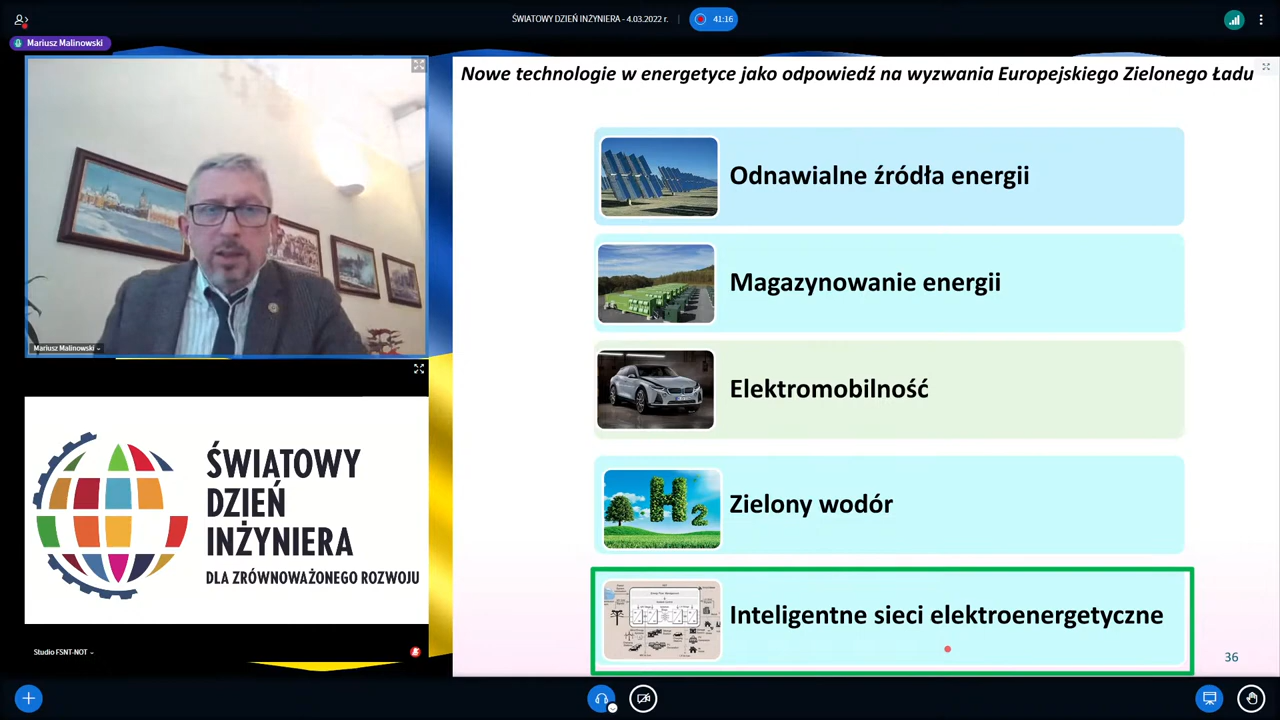 ŚWIATOWY DZIEŃ INŻYNIERA - 4.03.2022 r.
41:16
Mariusz Malinowski
Nowe technologie w energetyce jako odpowiedź na wyzwania Europejskiego Zielonego Ładu
Odnawialne źródła energii
Magazynowanie energii
Elektromobilność
Mariusz Malinowski
ŚWIATOWY
DZIEŃ
INŻYNIERA
DLA ZRÓWNOWAŻONEGO ROZWOJU
H2
Zielony wodór
Inteligentne sieci elektroenergetyczne
Studio FSNT-NOT
36